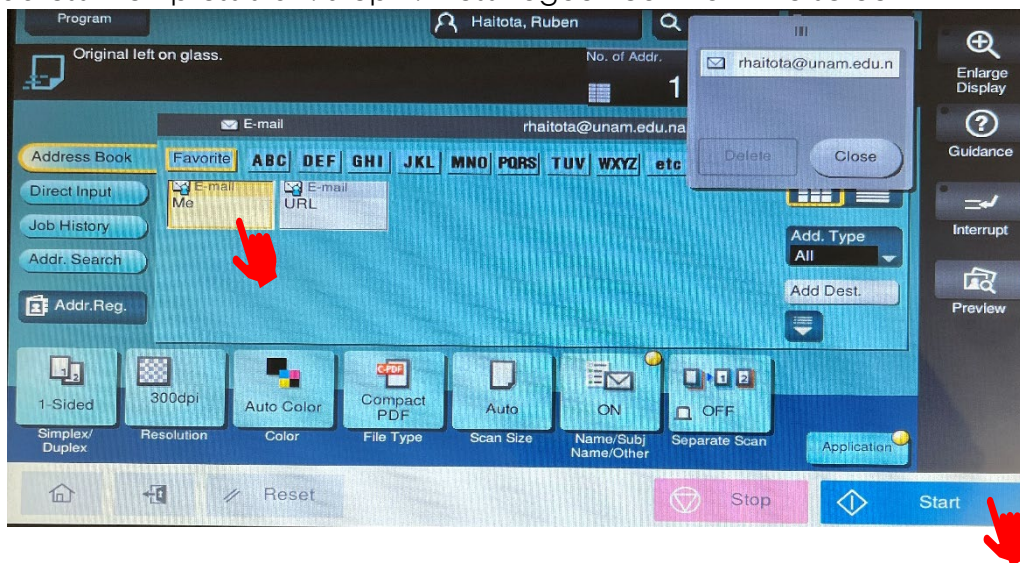 Program
Haitota, Ruben
Original left on glass.
No. of Addr.
1
rhaitota@unam.edu.n
Delete
Close
Enlarge
Display
Guidance
Interrupt
Preview
E-mail
rhaitota@unam.edu.na
Address Book
Direct Input
Job History
Addr. Search
Addr.Reg.
Favorite ABC DEF GHI JKL MNO PQRS TUV WXYZ etc
E-mail
Me
E-mail
URL
Add. Type
All
Add Dest.
1-Sided
Simplex/
Duplex
300dpi
Resolution
Auto Color
Color
C-PDF
Compact
PDF
File Type
Auto
Scan Size
ON
Name/Subj
Name/Other
1 2
OFF
Separate Scan
Application
Reset
Stop
Start